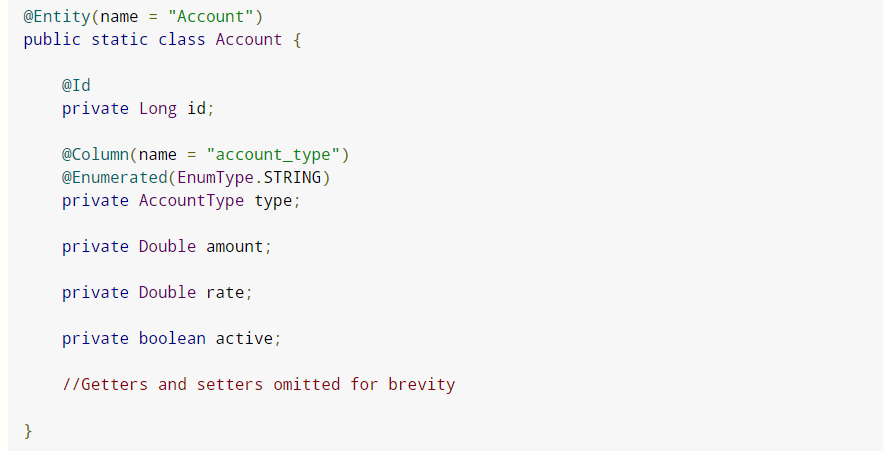 @Entity(name = "Account")
public static class Account {
@Id
private Long id;
@Column(name = "account_type")
@Enumerated(EnumType.STRING)
private AccountType type;
private Double amount;
private Double rate;
private boolean active;
//Getters and setters omitted for brevity
}